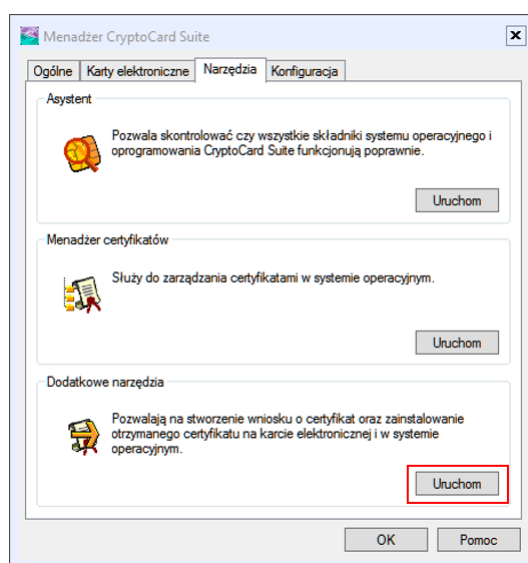 Menadżer CryptoCard Suite
Ogólne Karty elektroniczne Narzędzia Konfiguracja
Asystent
Pozwala skontrolować czy wszystkie składniki systemu operacyjnego i
oprogramowania CryptoCard Suite funkcjonują poprawnie.
Uruchom
Menadżer certyfikatów
Służy do zarządzania certyfikatami w systemie operacyjnym.
Uruchom
Dodatkowe narzędzia
Pozwalają na stworzenie wniosku o certyfikat oraz zainstalowanie
otrzymanego certyfikatu na karcie elektronicznej i w systemie
operacyjnym.
Uruchom
OK Pomoc